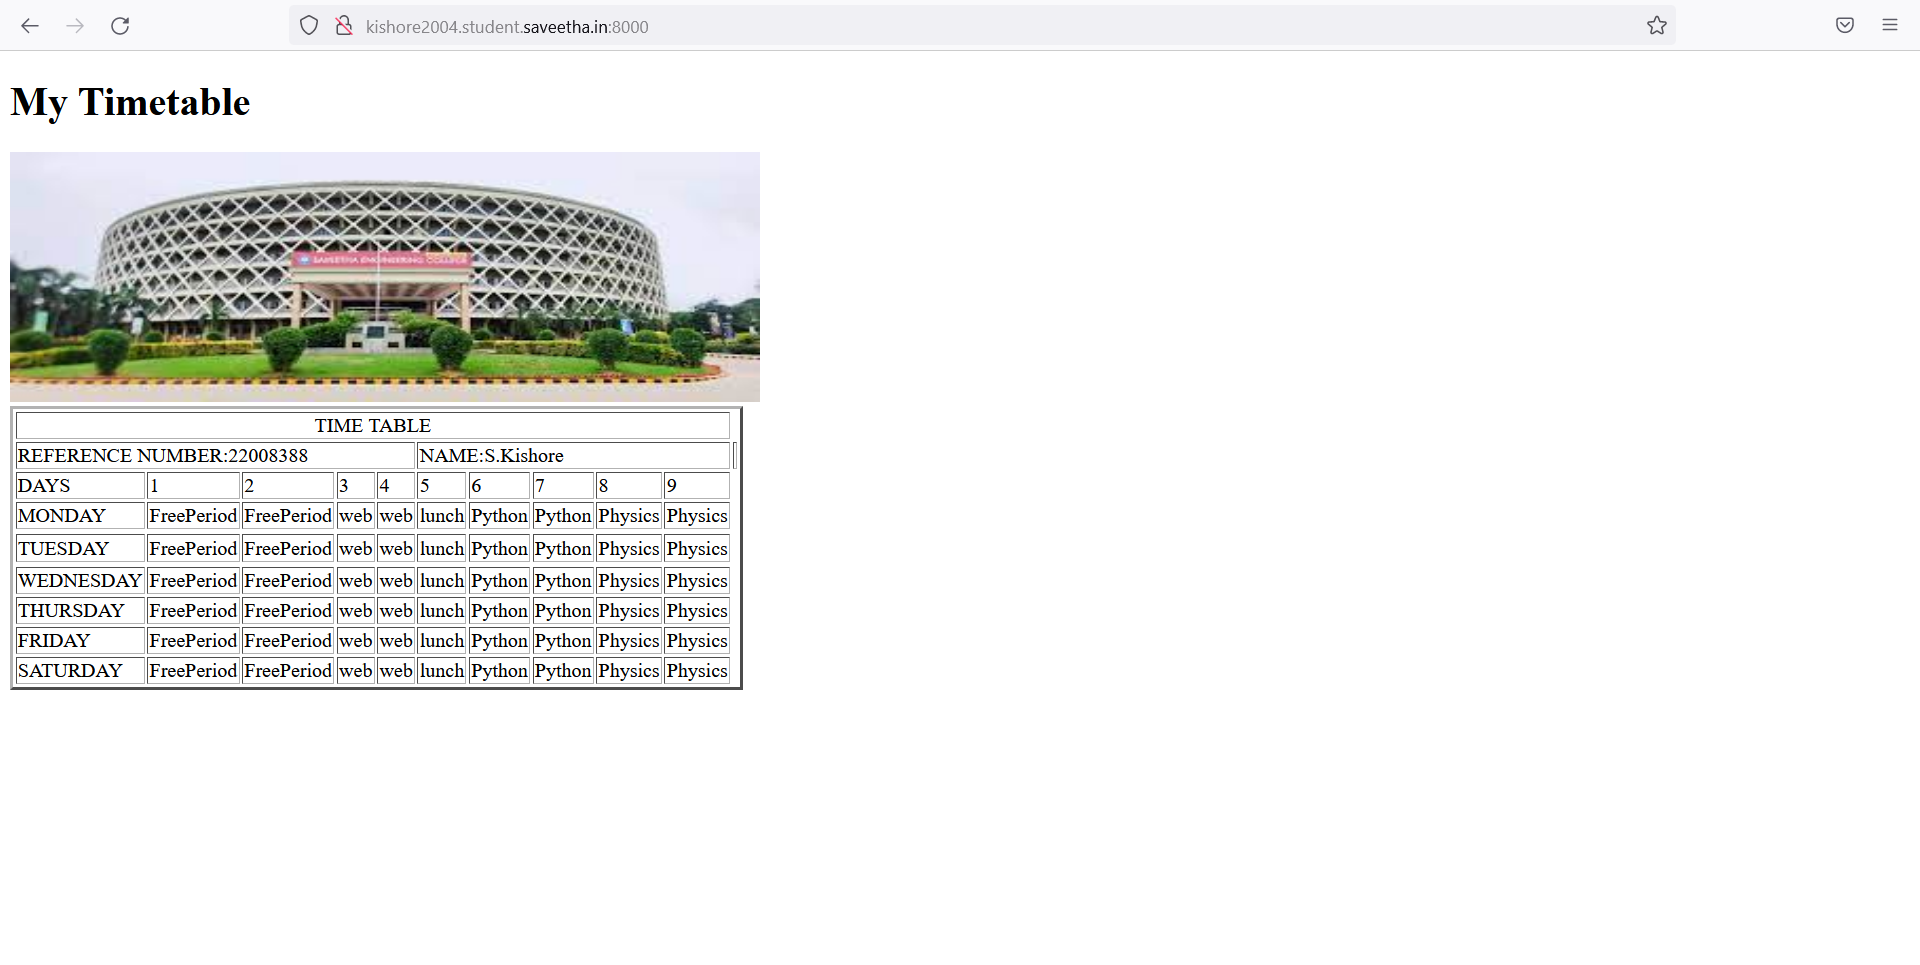 kishore2004.student.saveetha.in:8000
My Timetable
SAVEETHA ENGINEERING COLLEGE
TIME TABLE
REFERENCE NUMBER:22008388 NAME:S.Kishore
DAYS 1 2 3 4 5 6 7 8 9
MONDAY FreePeriod FreePeriod web web lunch Python Python Physics Physics
TUESDAY FreePeriod FreePeriod web web lunch Python Python Physics Physics
WEDNESDAY FreePeriod FreePeriod web web lunch Python Python Physics Physics
THURSDAY FreePeriod FreePeriod web web lunch Python Python Physics Physics
FRIDAY FreePeriod FreePeriod web web lunch Python Python Physics Physics
SATURDAY FreePeriod FreePeriod web web lunch Python Python Physics Physics